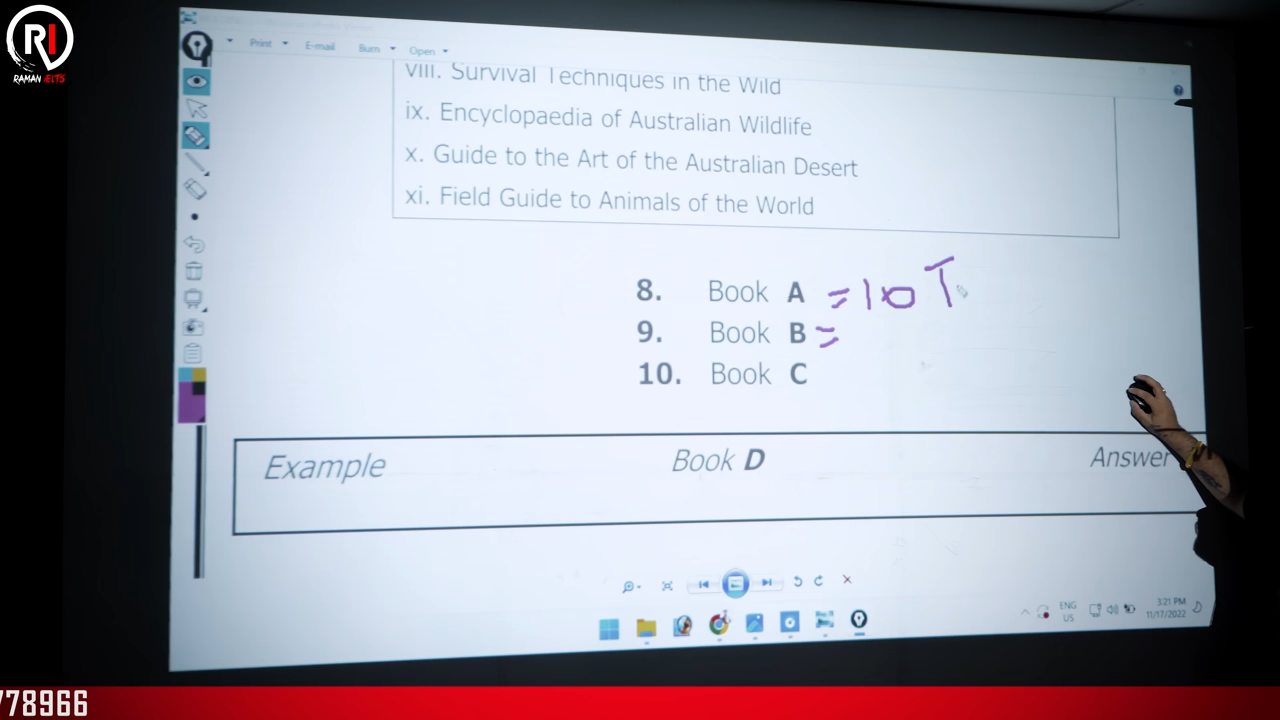 RI
RAMAN IELTS
Print E-mail Burn Open
viii. Survival Techniques in the Wild
ix. Encyclopaedia of Australian Wildlife
x. Guide to the Art of the Australian Desert
xi. Field Guide to Animals of the World
8. Book A = 10 T
9. Book B =
10. Book C
Example Book D Answer
ENG
US
3:21 PM
11/17/2022
778966